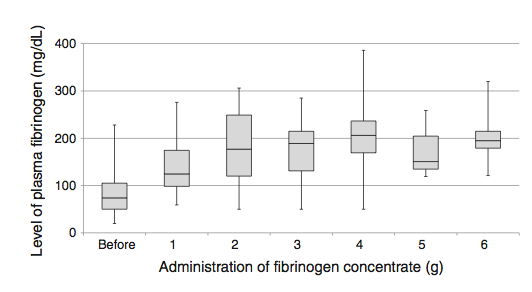 Level of plasma fibrinogen (mg/dL)
400
300
200
100
0
Before 1 2 3 4 5 6
Administration of fibrinogen concentrate (g)